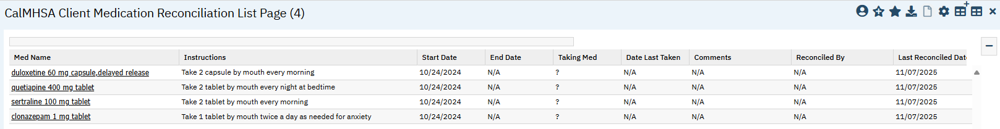 CalMHSA Client Medication Reconciliation List Page (4)
Med Name Instructions Start Date End Date Taking Med Date Last Taken Comments Reconciled By Last Reconciled Date
duloxetine 60 mg capsule,delayed release Take 2 capsule by mouth every morning 10/24/2024 N/A ? N/A N/A N/A 11/07/2025
quetiapine 400 mg tablet Take 2 tablet by mouth every night at bedtime 10/24/2024 N/A ? N/A N/A N/A 11/07/2025
sertraline 100 mg tablet Take 2 tablet by mouth every morning 10/24/2024 N/A ? N/A N/A N/A 11/07/2025
clonazepam 1 mg tablet Take 1 tablet by mouth twice a day as needed for anxiety 10/24/2024 N/A ? N/A N/A N/A 11/07/2025